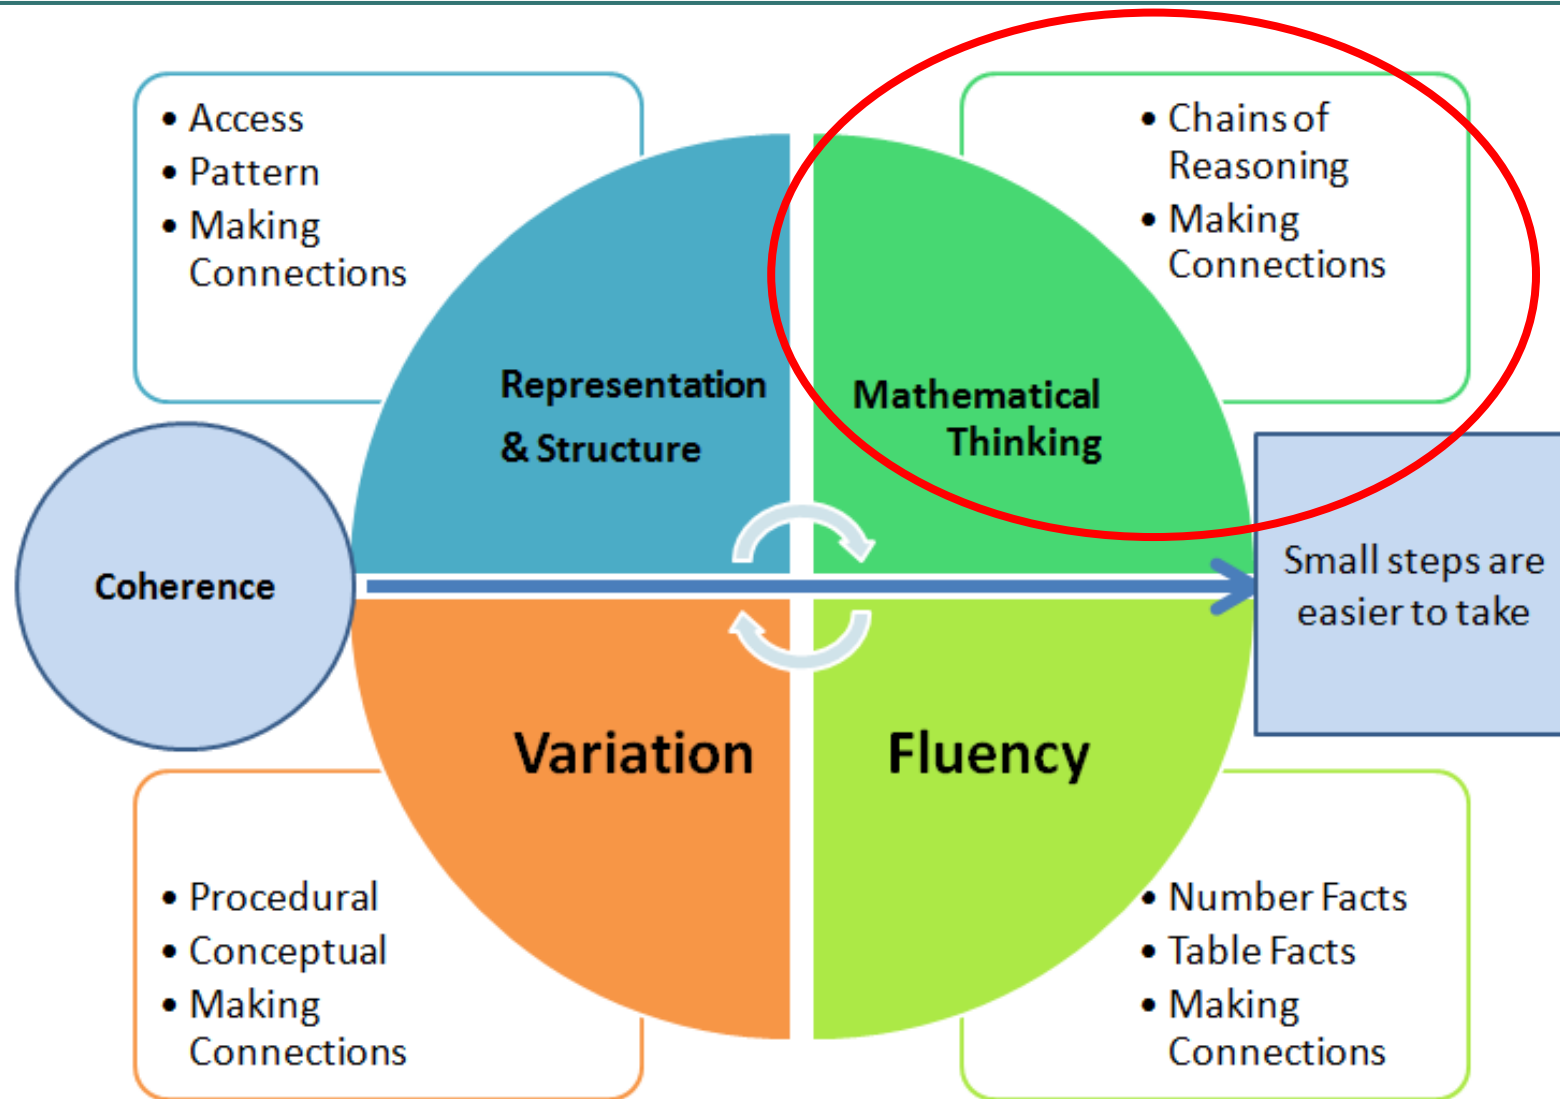 • Access
• Pattern
• Making
Connections
• Chains of
Reasoning
• Making
Connections
Representation
& Structure
Mathematical
Thinking
Coherence
Small steps are
easier to take
Variation
Fluency
• Procedural
• Conceptual
• Making
Connections
• Number Facts
• Table Facts
• Making
Connections